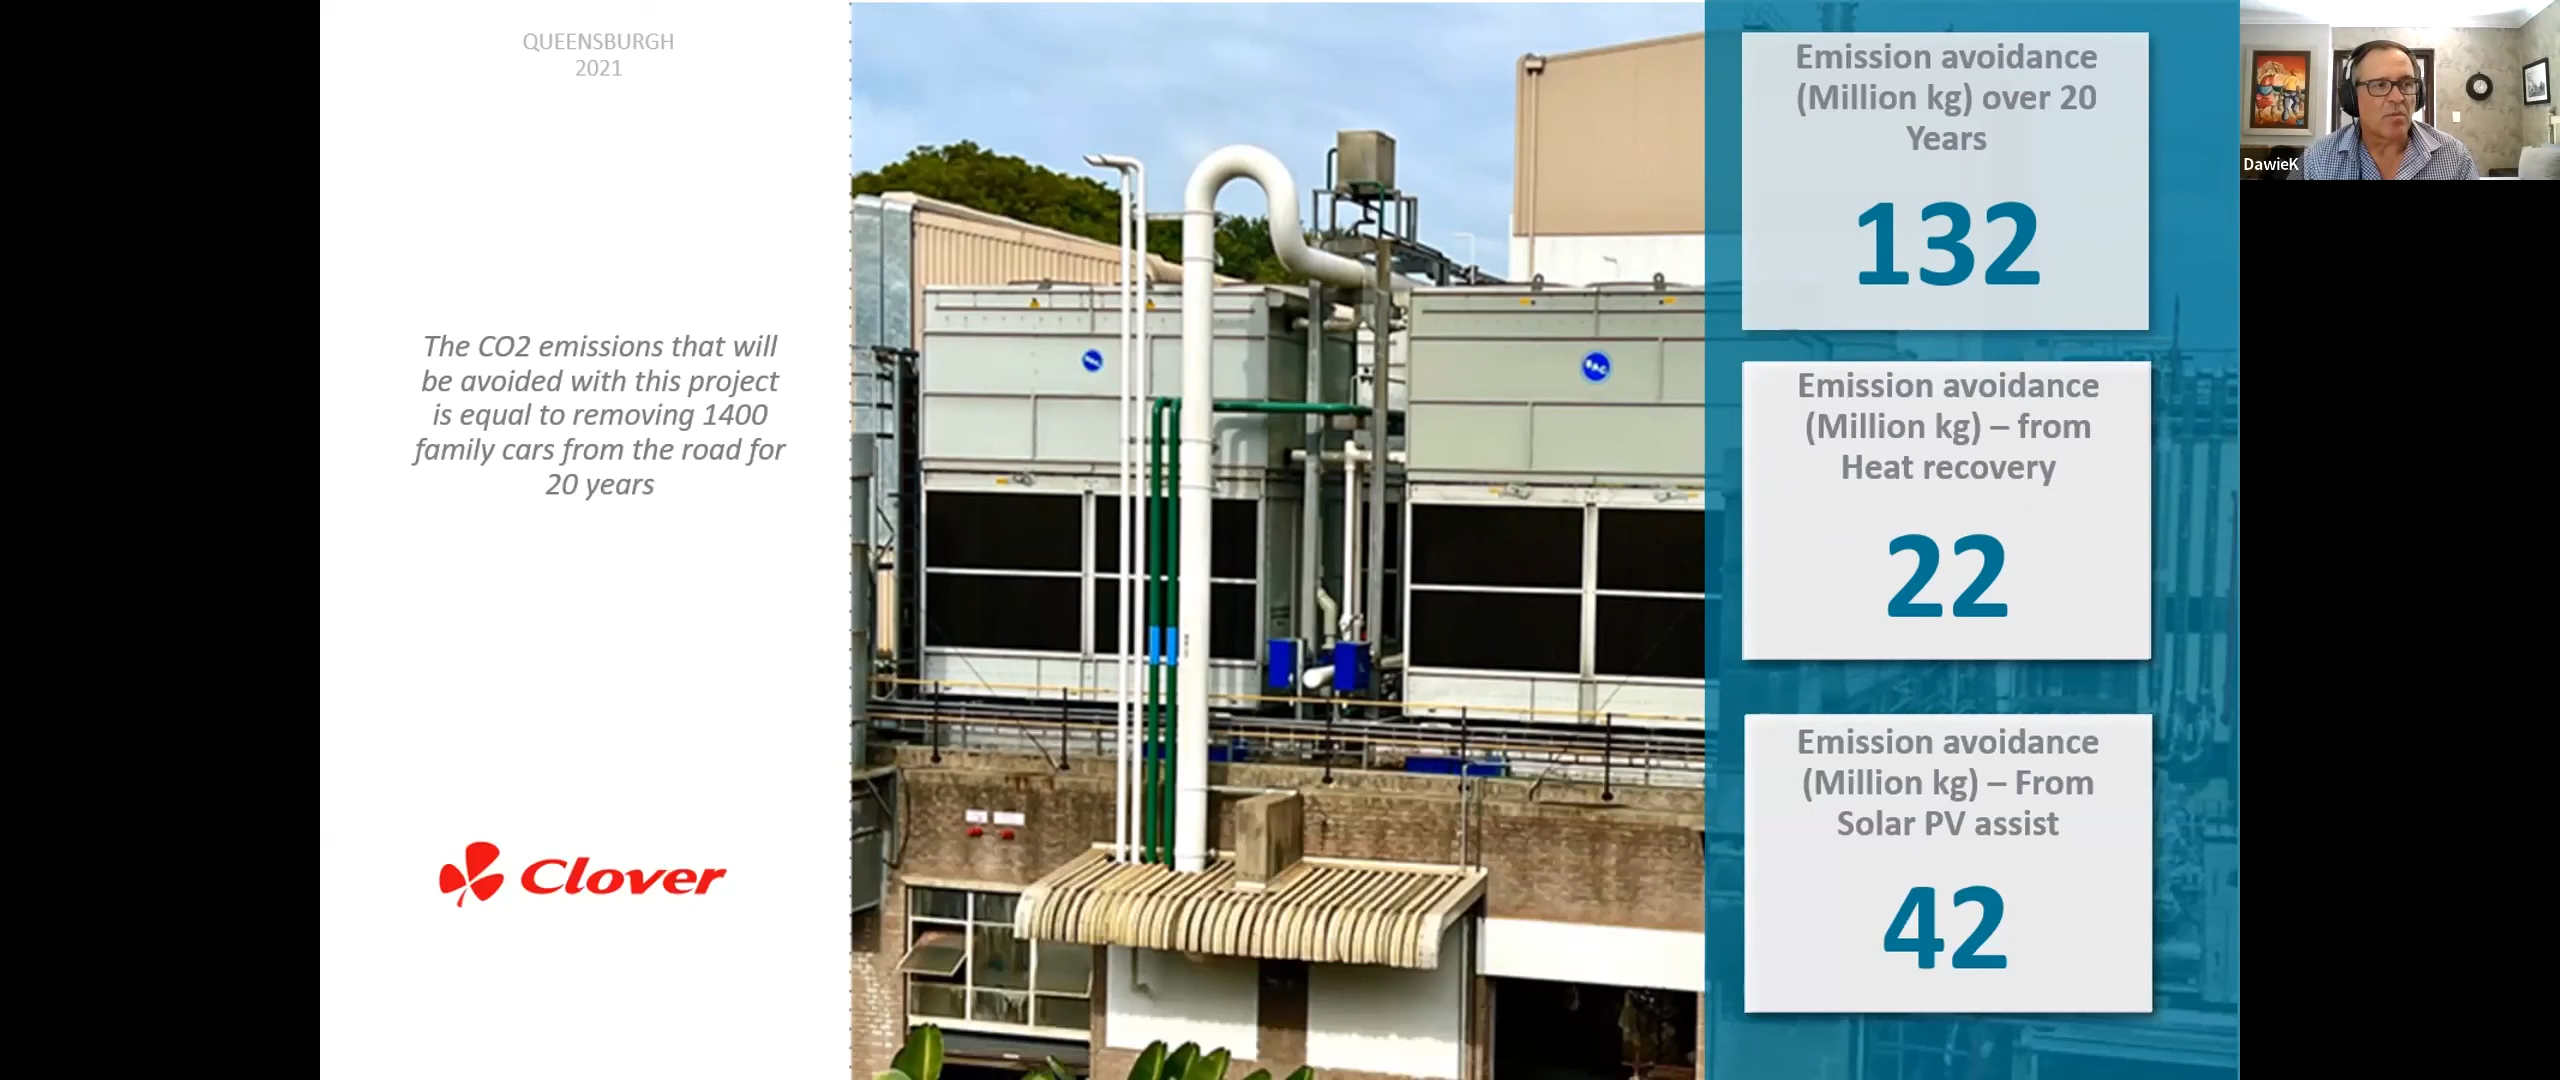 QUEENSBURGH
2021
The CO2 emissions that will
be avoided with this project
is equal to removing 1400
family cars from the road for
20 years
Clover
BAC
Emission avoidance
(Million kg) over 20
Years
132
Emission avoidance
(Million kg) – from
Heat recovery
22
Emission avoidance
(Million kg) – From
Solar PV assist
42
DawieK